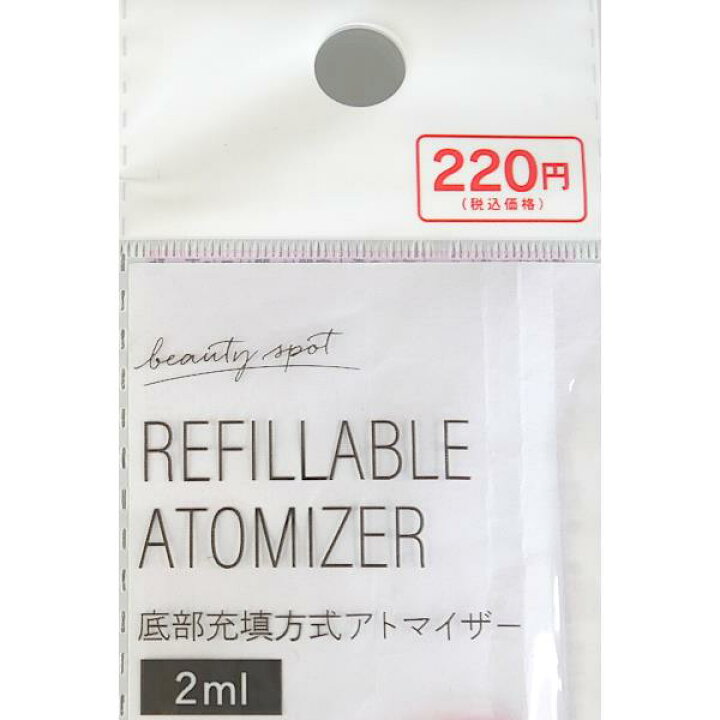 220円
(税込価格)
beauty spot
REFILLABLE
ATOMIZER
底部充填方式アトマイザー
2ml